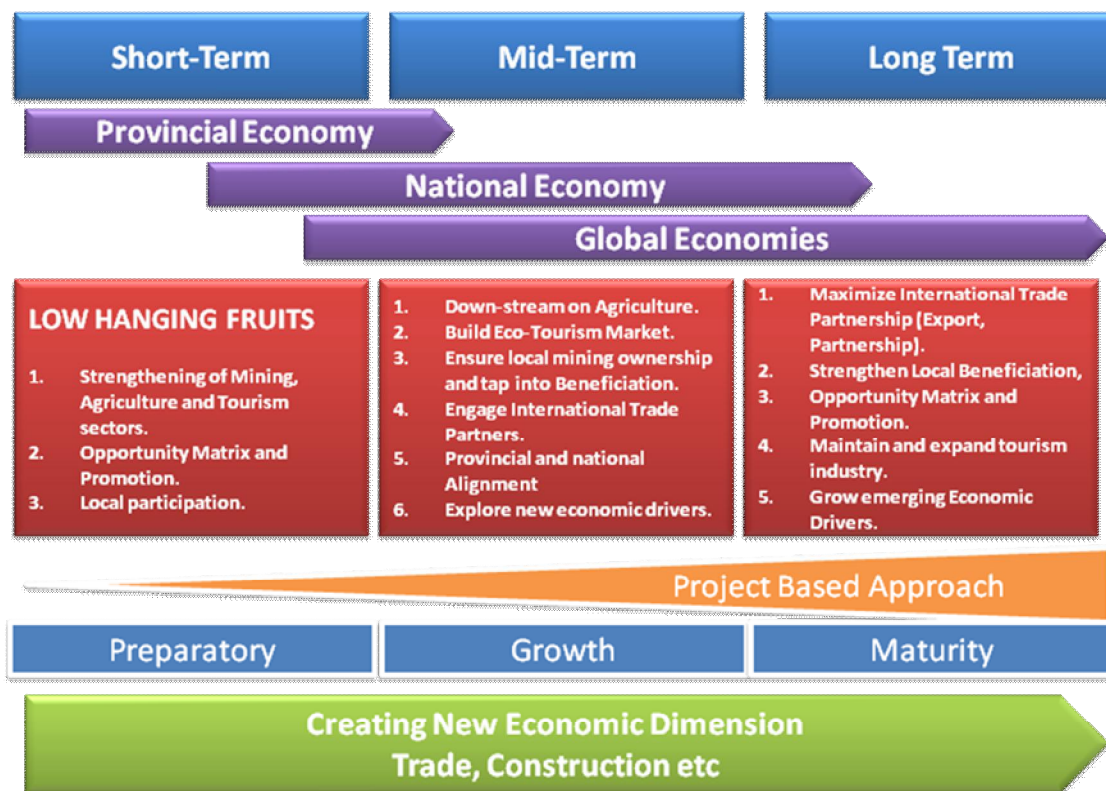 Short-Term
Mid-Term
Long Term
Provincial Economy
National Economy
Global Economies
LOW HANGING FRUITS
1. Strengthening of Mining,
Agriculture and Tourism
sectors.
2. Opportunity Matrix and
Promotion.
3. Local participation.
1. Down-stream on Agriculture.
2. Build Eco-Tourism Market.
3. Ensure local mining ownership
and tap into Beneficiation.
4. Engage International Trade
Partners.
5. Provincial and national
Alignment
6. Explore new economic drivers.
1. Maximize International Trade
Partnership (Export,
Partnership).
2. Strengthen Local Beneficiation,
3. Opportunity Matrix and
Promotion.
4. Maintain and expand tourism
industry.
5. Grow emerging Economic
Drivers.
Project Based Approach
Preparatory
Growth
Maturity
Creating New Economic Dimension
Trade, Construction etc